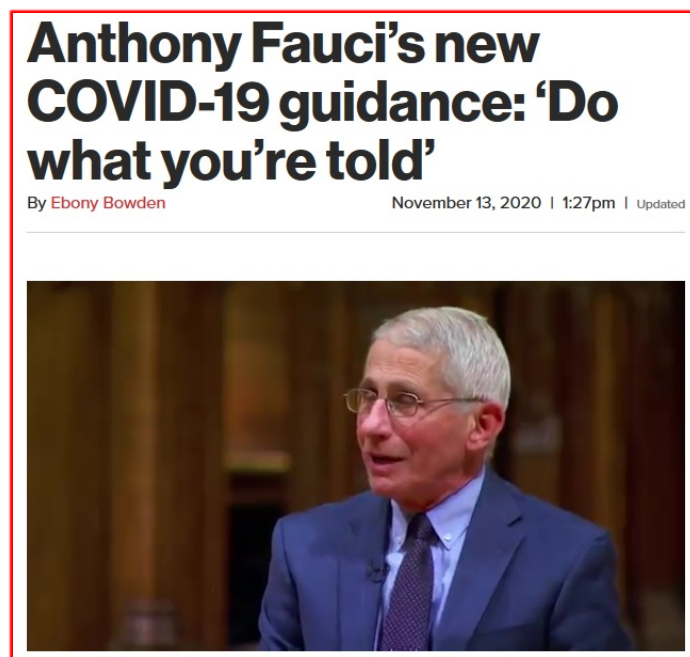 Anthony Fauci’s new
COVID-19 guidance: ‘Do
what you’re told’
By Ebony Bowden November 13, 2020 | 1:27pm | Updated